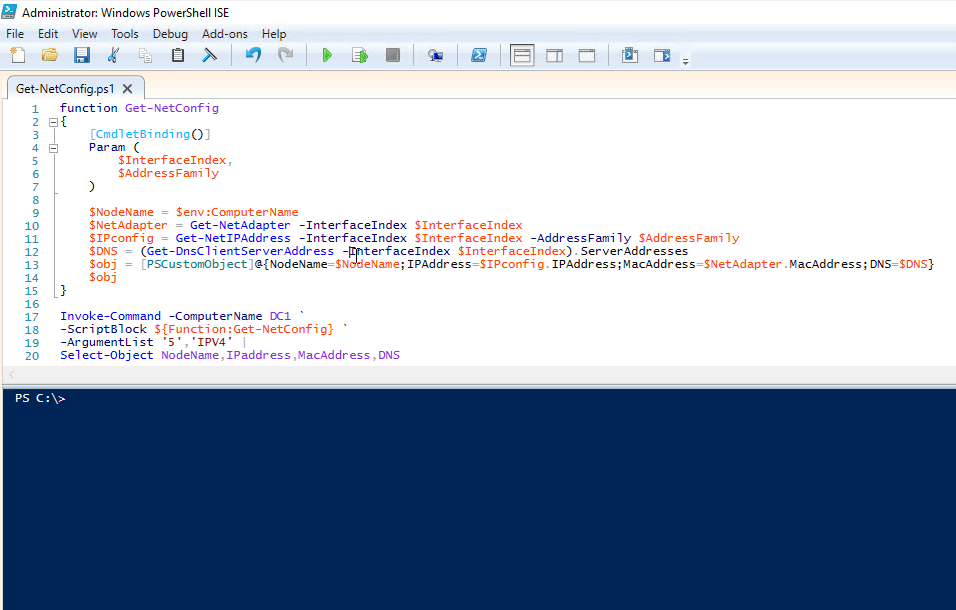 Administrator: Windows PowerShell ISE
File Edit View Tools Debug Add-ons Help
Get-NetConfig.ps1
1 function Get-NetConfig
2 {
3 [CmdletBinding()]
4 Param (
5 $InterfaceIndex,
6 $AddressFamily
7 )
8
9 $NodeName = $env:ComputerName
10 $NetAdapter = Get-NetAdapter -InterfaceIndex $InterfaceIndex
11 $IPconfig = Get-NetIPAddress -InterfaceIndex $InterfaceIndex -AddressFamily $AddressFamily
12 $DNS = (Get-DnsClientServerAddress -InterfaceIndex $InterfaceIndex).ServerAddresses
13 $obj = [PSCustomObject]@{NodeName=$NodeName;IPAddress=$IPconfig.IPAddress;MacAddress=$NetAdapter.MacAddress;DNS=$DNS}
14 $obj
15 }
16
17 Invoke-Command -ComputerName DC1 `
18 -ScriptBlock ${Function:Get-NetConfig} `
19 -ArgumentList '5','IPV4' |
20 Select-Object NodeName,IPaddress,MacAddress,DNS
PS C:\>